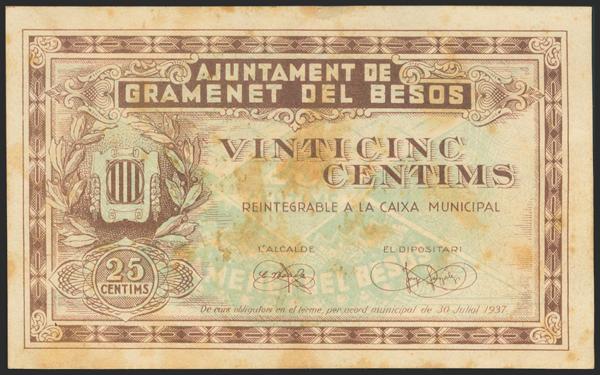 AJUNTAMENT DE
GRAMENET DEL BESOS
VINTICINC
CENTIMS
REINTEGRABLE A LA CAIXA MUNICIPAL
L'ALCALDE EL DIPOSITARI
25
CENTIMS
De curs obligatori en el terme, per acord municipal de 30 Juliol 1937.